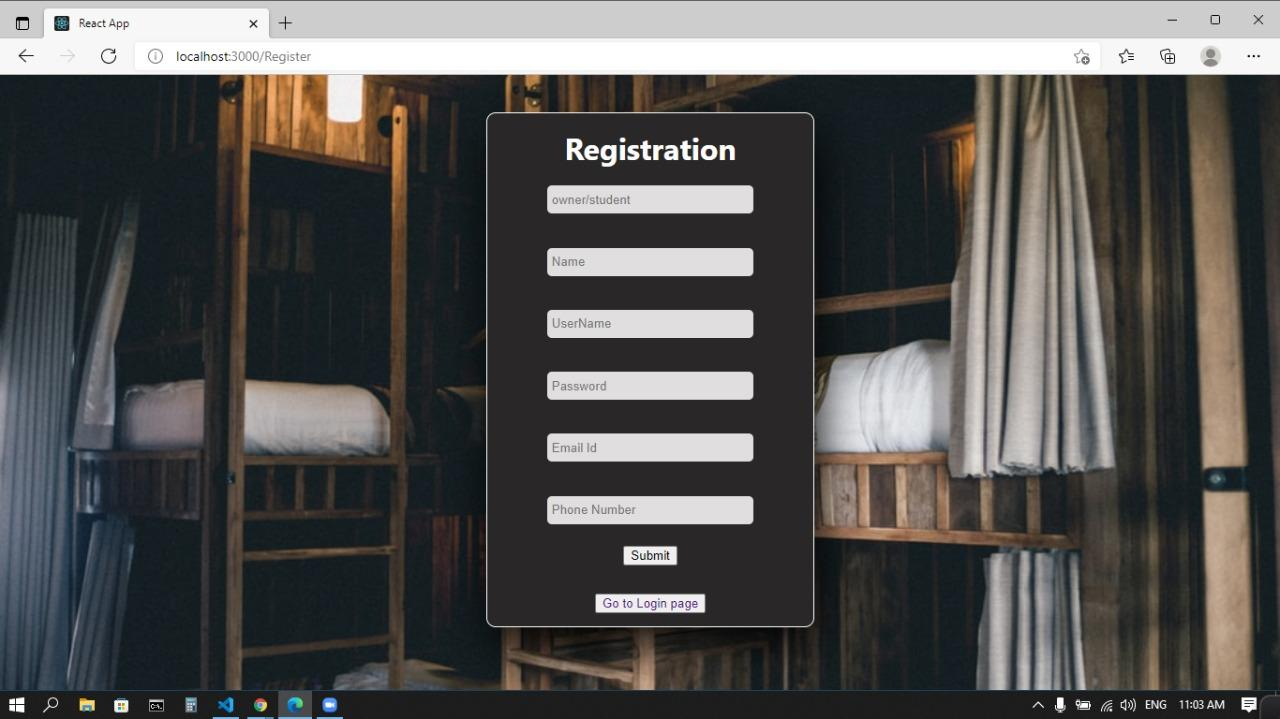 React App
localhost:3000/Register
Registration
owner/student
Name
UserName
Password
Email Id
Phone Number
Submit
Go to Login page
ENG
11:03 AM